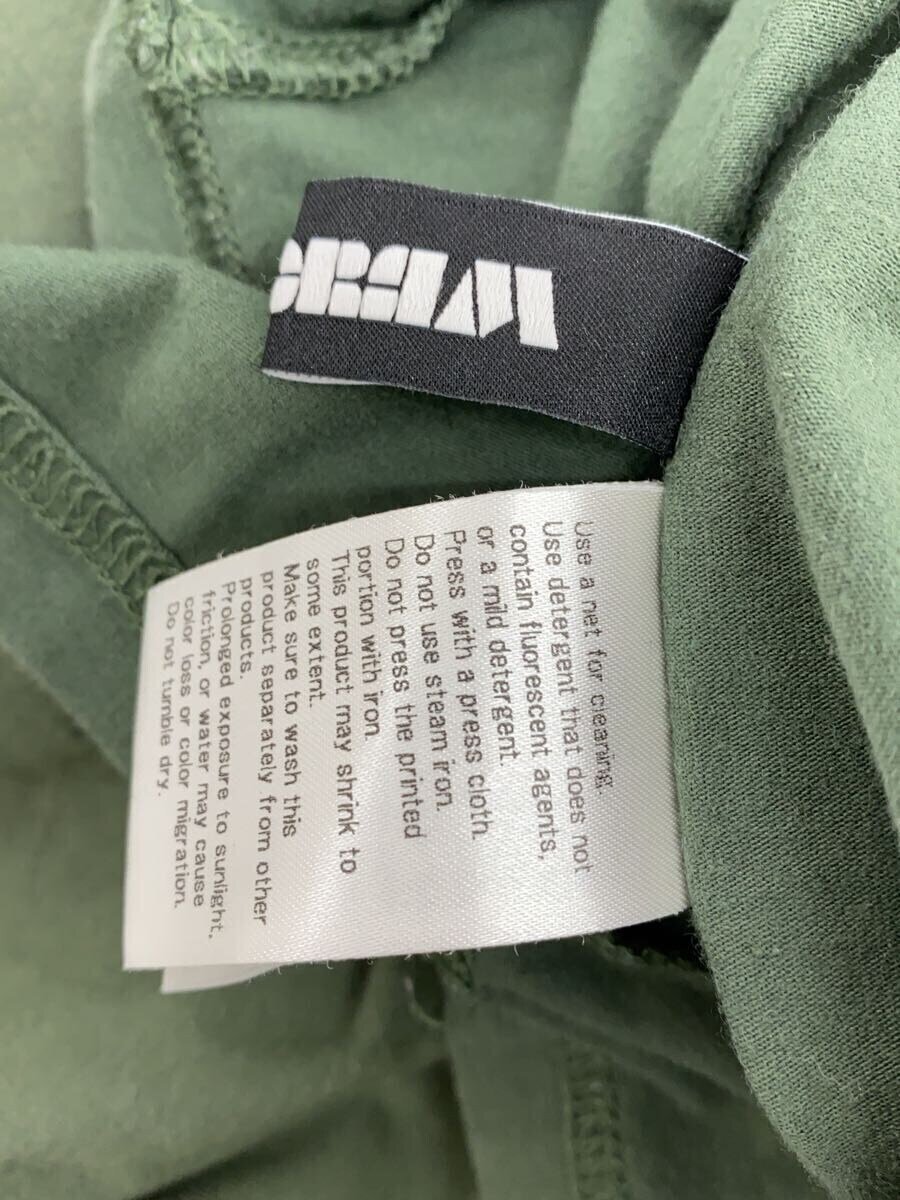 Use a net for cleaning.
Use detergent that does not
contain fluorescent agents,
or a mild detergent.
Press with a press cloth.
Do not use steam iron.
Do not press the printed
portion with iron.
This product may shrink to
some extent.
Make sure to wash this
product separately from other
products.
Prolonged exposure to sunlight,
friction, or water may cause
color loss or color migration.
Do not tumble dry.